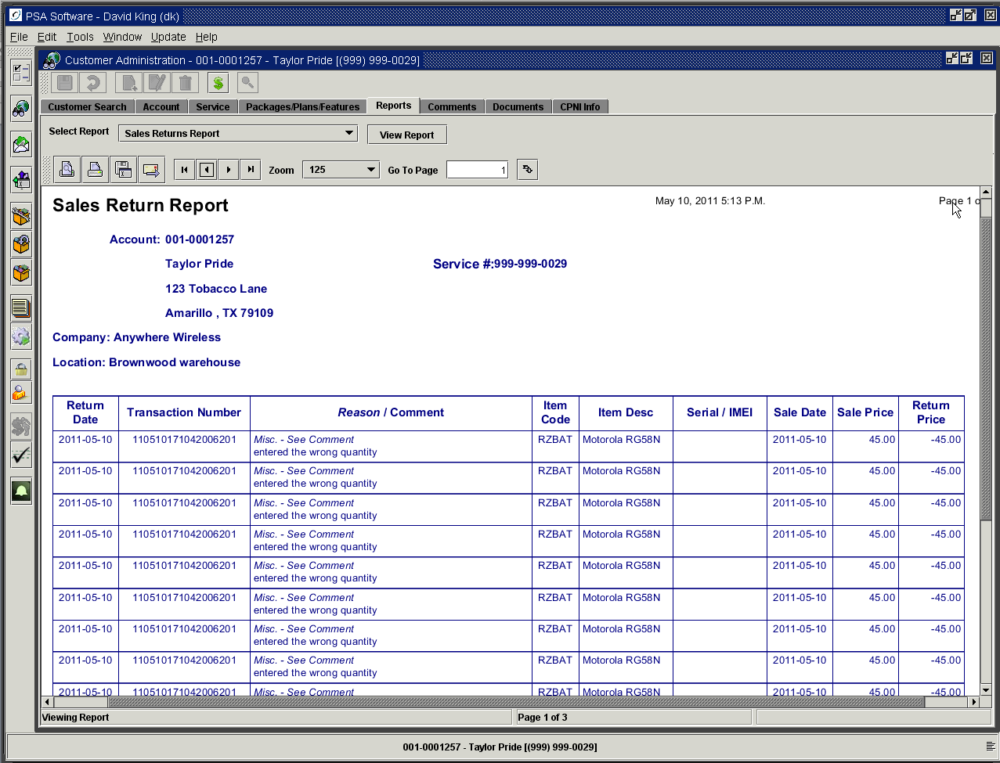 PSA Software - David King (dk)
File Edit Tools Window Update Help
Customer Administration - 001-0001257 - Taylor Pride [(999) 999-0029]
Customer Search Account Service Packages/Plans/Features Reports Comments Documents CPNI Info
Select Report Sales Returns Report View Report
Zoom 125 Go To Page 1
Sales Return Report May 10, 2011 5:13 P.M. Page 1 o
Account: 001-0001257
Taylor Pride Service #:999-999-0029
123 Tobacco Lane
Amarillo , TX 79109
Company: Anywhere Wireless
Location: Brownwood warehouse
Return Date Transaction Number Reason / Comment Item Code Item Desc Serial / IMEI Sale Date Sale Price Return Price
2011-05-10 110510171042006201 Misc. - See Comment RZBAT Motorola RG58N 2011-05-10 45.00 -45.00
entered the wrong quantity
2011-05-10 110510171042006201 Misc. - See Comment RZBAT Motorola RG58N 2011-05-10 45.00 -45.00
entered the wrong quantity
2011-05-10 110510171042006201 Misc. - See Comment RZBAT Motorola RG58N 2011-05-10 45.00 -45.00
entered the wrong quantity
2011-05-10 110510171042006201 Misc. - See Comment RZBAT Motorola RG58N 2011-05-10 45.00 -45.00
entered the wrong quantity
2011-05-10 110510171042006201 Misc. - See Comment RZBAT Motorola RG58N 2011-05-10 45.00 -45.00
entered the wrong quantity
2011-05-10 110510171042006201 Misc. - See Comment RZBAT Motorola RG58N 2011-05-10 45.00 -45.00
entered the wrong quantity
2011-05-10 110510171042006201 Misc. - See Comment RZBAT Motorola RG58N 2011-05-10 45.00 -45.00
entered the wrong quantity
2011-05-10 110510171042006201 Misc. - See Comment RZBAT Motorola RG58N 2011-05-10 45.00 -45.00
entered the wrong quantity
2011-05-10 110510171042006201 Misc. - See Comment RZBAT Motorola RG58N 2011-05-10 45.00 -45.00
Viewing Report Page 1 of 3
001-0001257 - Taylor Pride [(999) 999-0029]